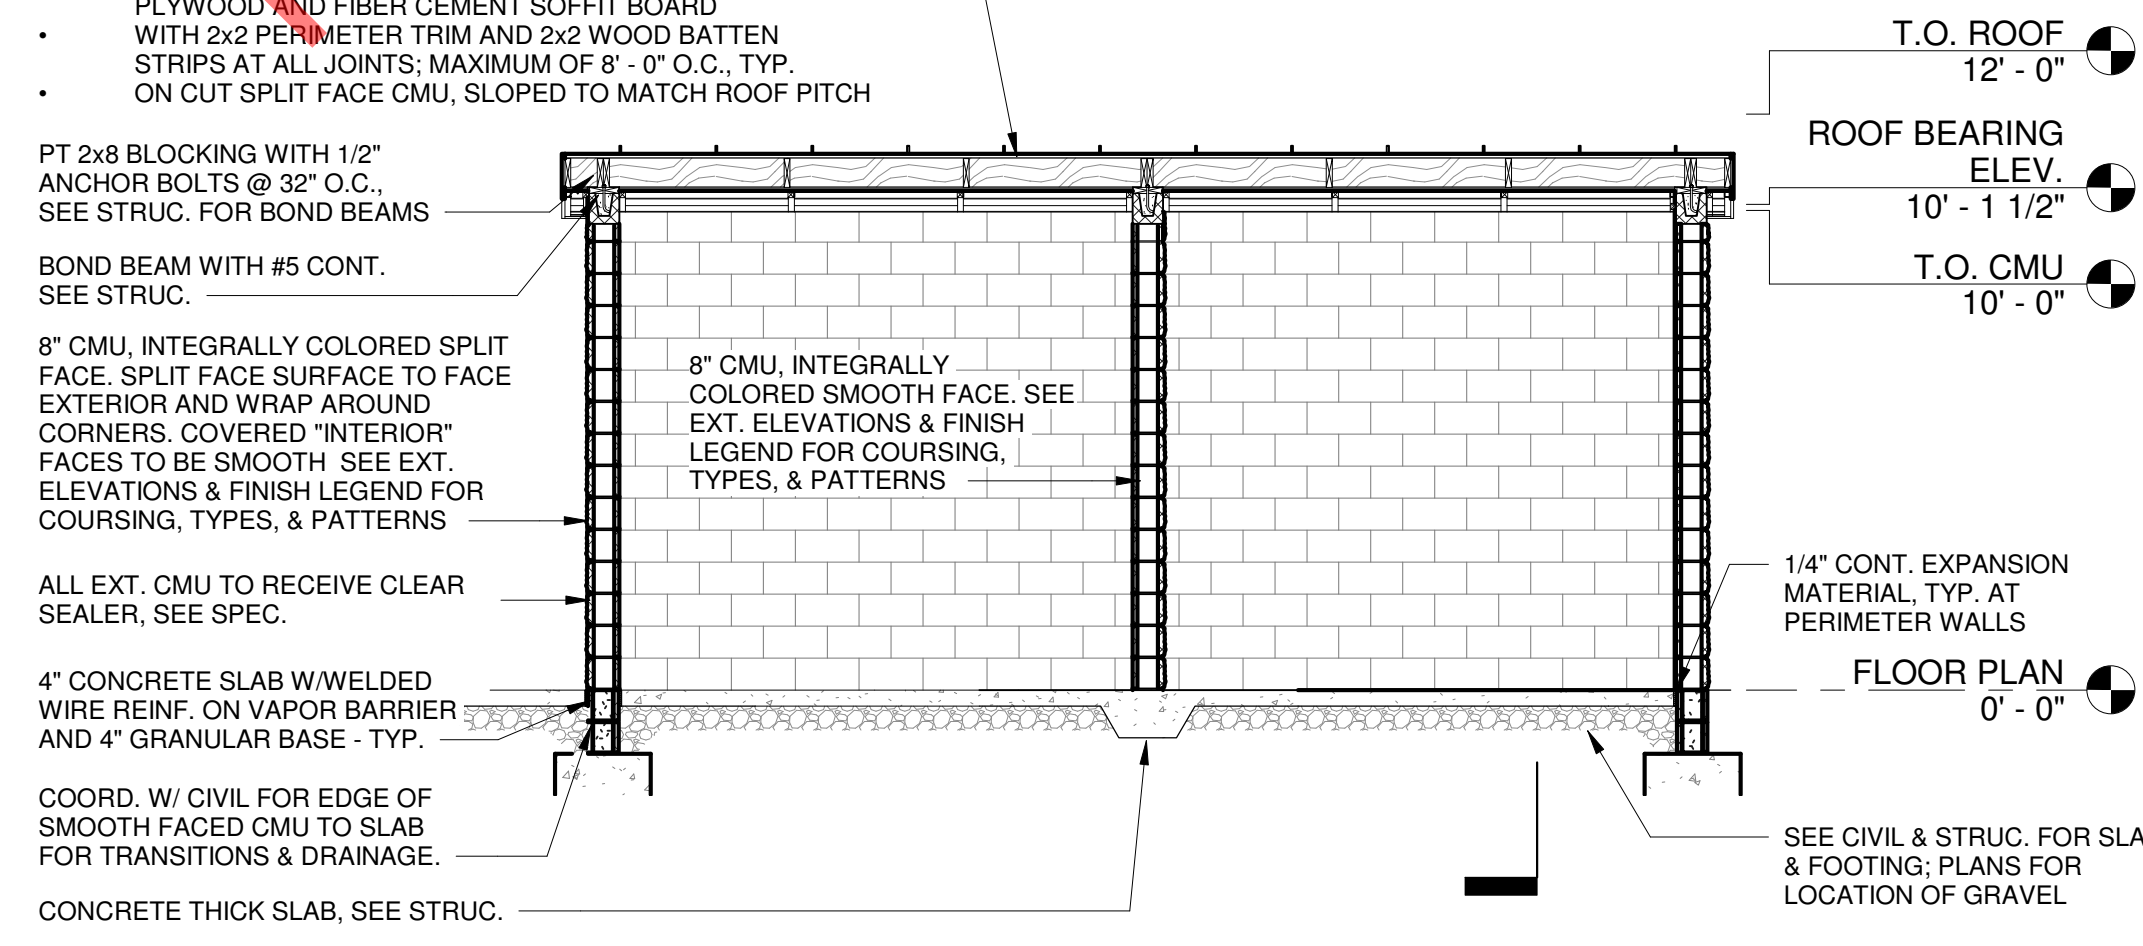 PLYWOOD AND FIBER CEMENT SOFFIT BOARD
• WITH 2x2 PERIMETER TRIM AND 2x2 WOOD BATTEN
STRIPS AT ALL JOINTS; MAXIMUM OF 8' - 0" O.C., TYP.
• ON CUT SPLIT FACE CMU, SLOPED TO MATCH ROOF PITCH
PT 2x8 BLOCKING WITH 1/2"
ANCHOR BOLTS @ 32" O.C.,
SEE STRUC. FOR BOND BEAMS
BOND BEAM WITH #5 CONT.
SEE STRUC.
8" CMU, INTEGRALLY COLORED SPLIT
FACE. SPLIT FACE SURFACE TO FACE
EXTERIOR AND WRAP AROUND
CORNERS. COVERED "INTERIOR"
FACES TO BE SMOOTH  SEE EXT.
ELEVATIONS & FINISH LEGEND FOR
COURSING, TYPES, & PATTERNS
ALL EXT. CMU TO RECEIVE CLEAR
SEALER, SEE SPEC.
4" CONCRETE SLAB W/WELDED
WIRE REINF. ON VAPOR BARRIER
AND 4" GRANULAR BASE - TYP.
COORD. W/ CIVIL FOR EDGE OF
SMOOTH FACED CMU TO SLAB
FOR TRANSITIONS & DRAINAGE.
CONCRETE THICK SLAB, SEE STRUC.
8" CMU, INTEGRALLY
COLORED SMOOTH FACE. SEE
EXT. ELEVATIONS & FINISH
LEGEND FOR COURSING,
TYPES, & PATTERNS
T.O. ROOF
12' - 0"
ROOF BEARING
ELEV.
10' - 1 1/2"
T.O. CMU
10' - 0"
1/4" CONT. EXPANSION
MATERIAL, TYP. AT
PERIMETER WALLS
FLOOR PLAN
0' - 0"
SEE CIVIL & STRUC. FOR SLA
& FOOTING; PLANS FOR
LOCATION OF GRAVEL